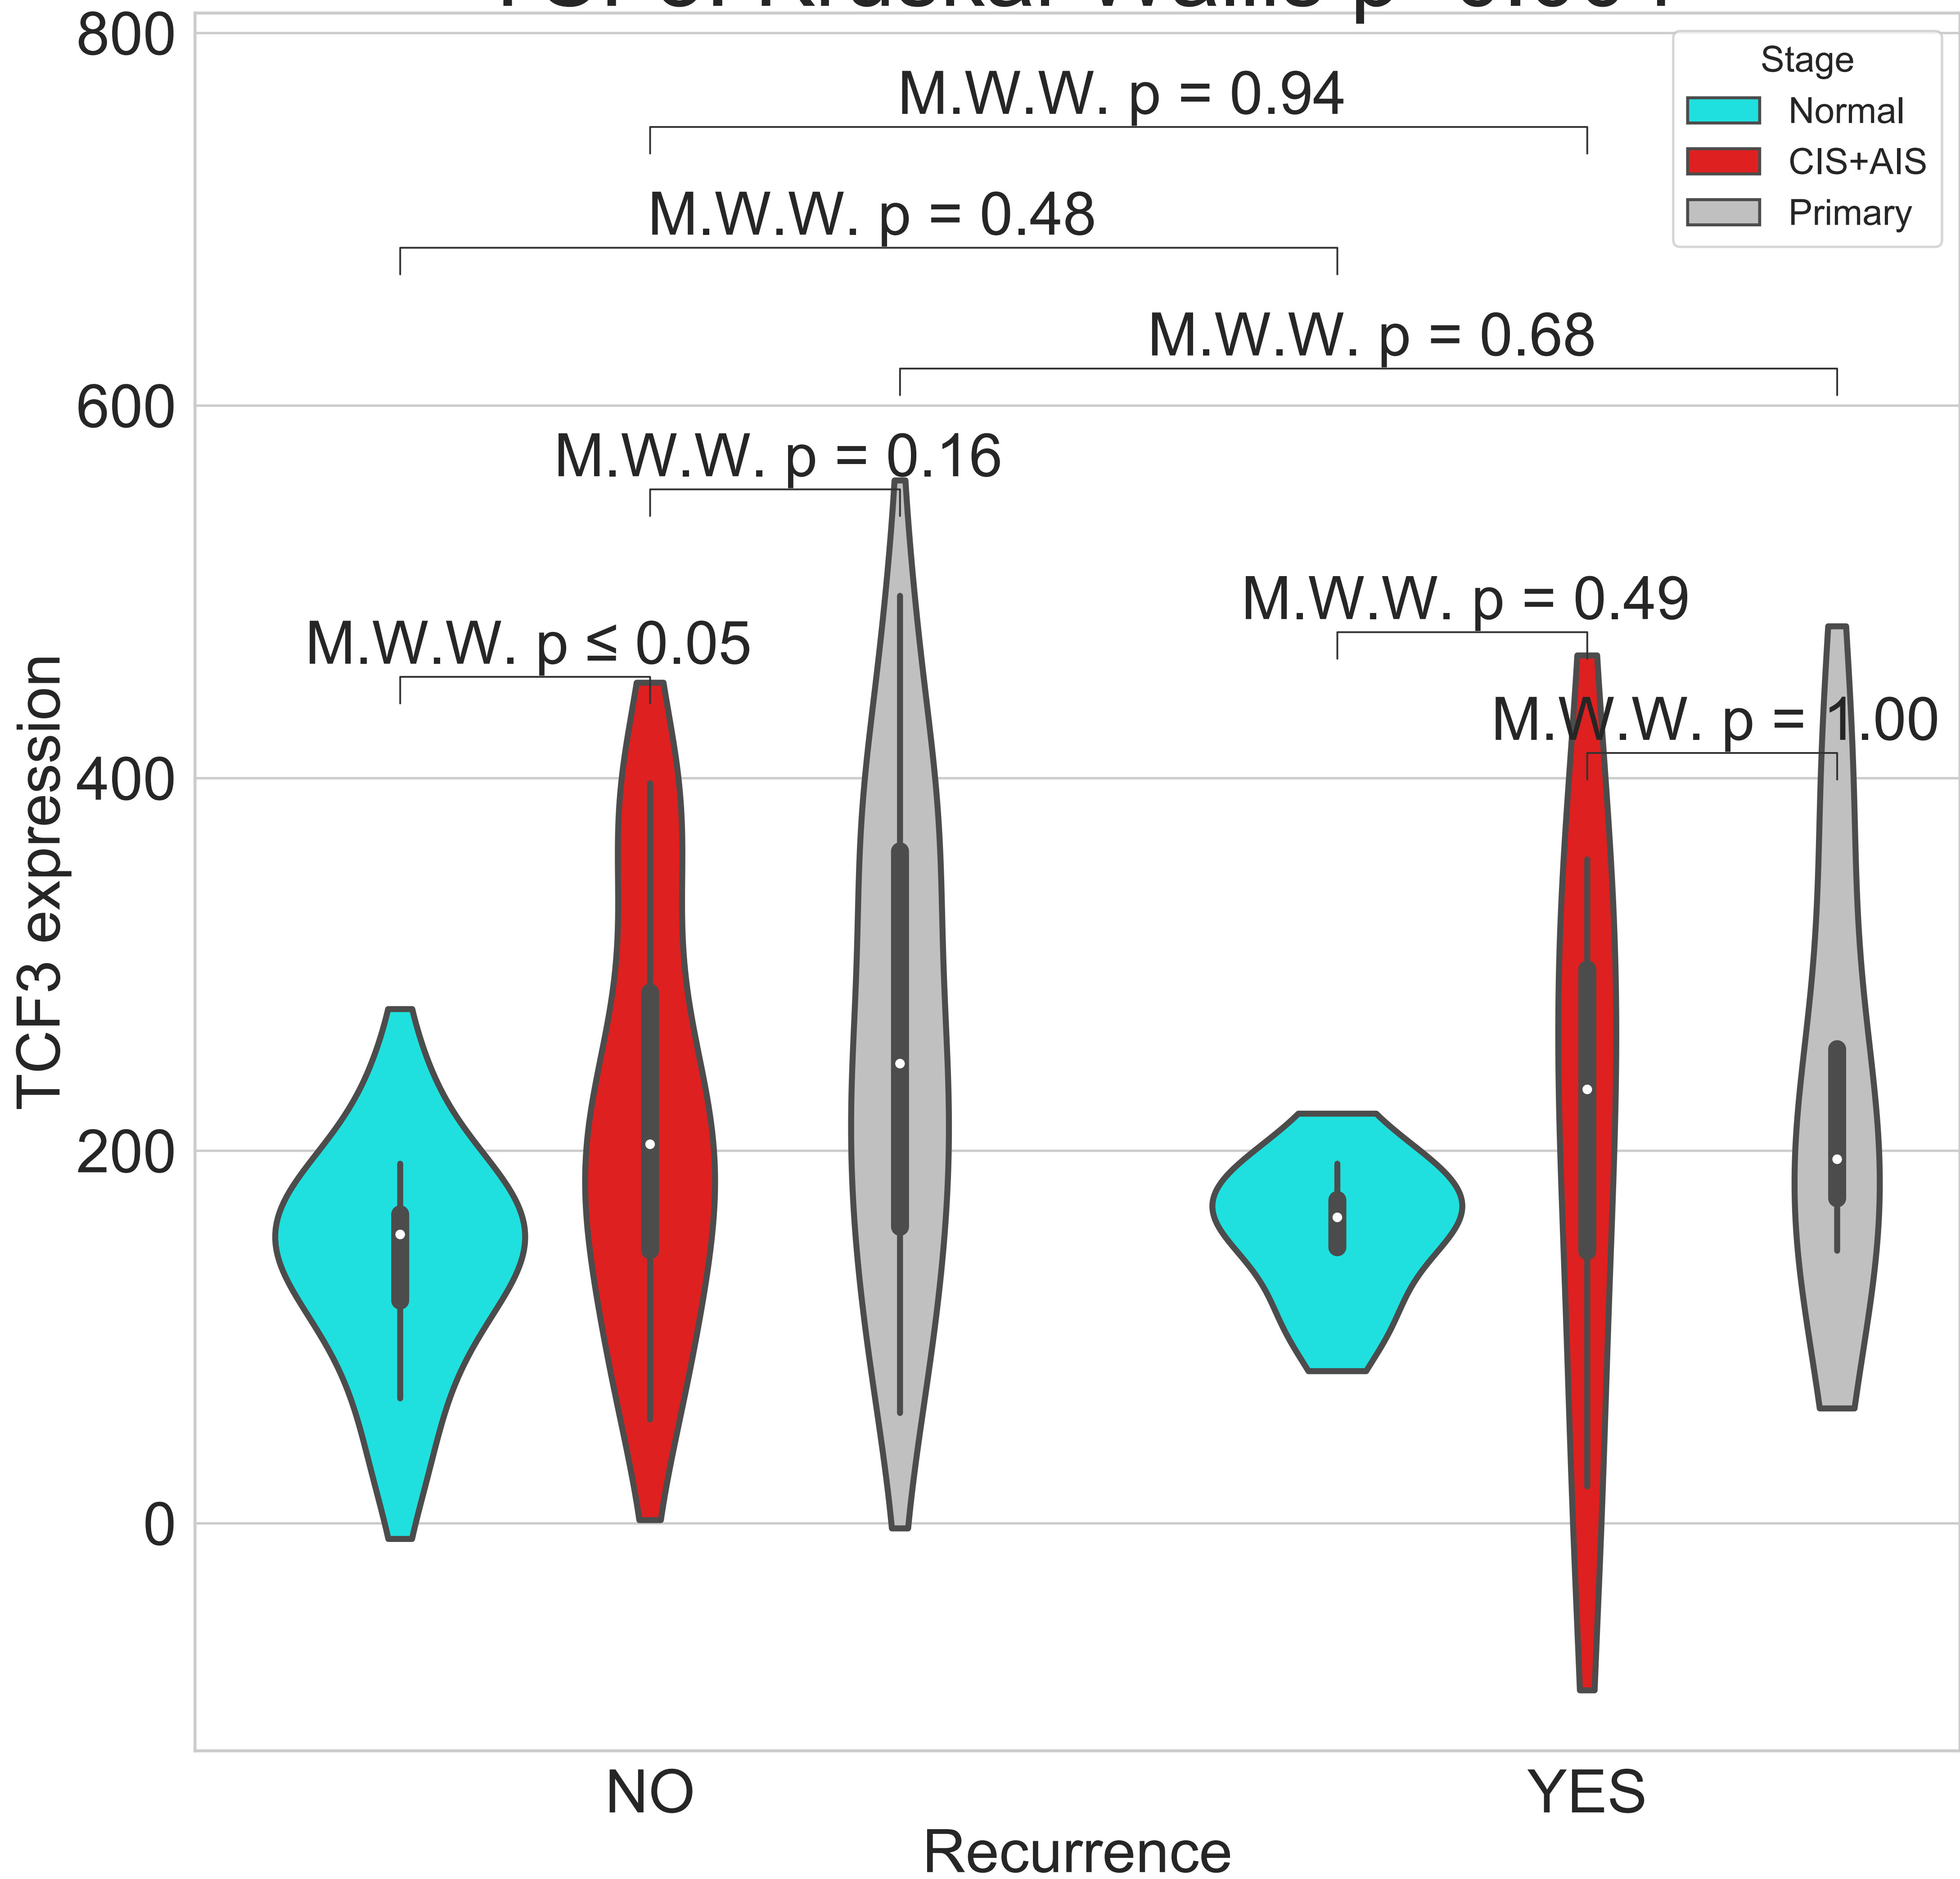 800
M.W.W. p = 0.94
Stage
Normal
CIS+AIS
Primary
M.W.W. p = 0.48
M.W.W. p = 0.68
600
M.W.W. p = 0.16
M.W.W. p = 0.49
M.W.W. p ≤ 0.05
M.W.W. p = 1.00
400
TCF3 expression
200
0
NO
YES
Recurrence